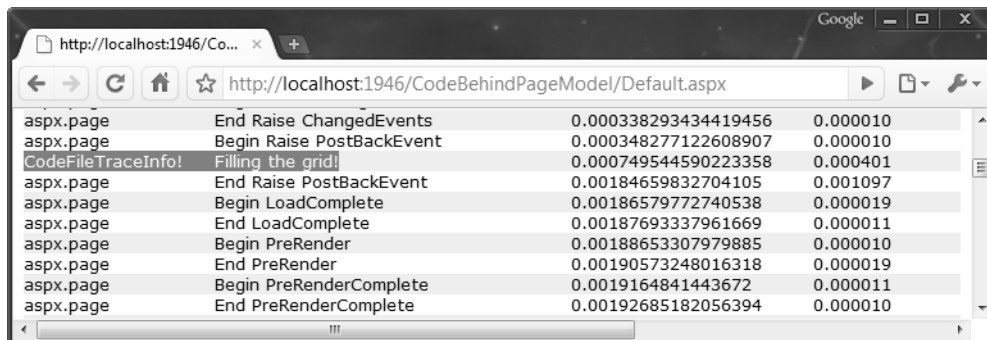 Google
http://localhost:1946/Co...
http://localhost:1946/CodeBehindPageModel/Default.aspx
aspx.page End Raise ChangedEvents 0.000338293434419456 0.000010
aspx.page Begin Raise PostBackEvent 0.000348277122608907 0.000010
CodeFileTraceInfo! Filling the grid! 0.000749544590223358 0.000401
aspx.page End Raise PostBackEvent 0.00184659832704105 0.001097
aspx.page Begin LoadComplete 0.00186579772740538 0.000019
aspx.page End LoadComplete 0.00187693337961669 0.000011
aspx.page Begin PreRender 0.00188653307979885 0.000010
aspx.page End PreRender 0.00190573248016318 0.000019
aspx.page Begin PreRenderComplete 0.0019164841443672 0.000011
aspx.page End PreRenderComplete 0.00192685182056394 0.000010